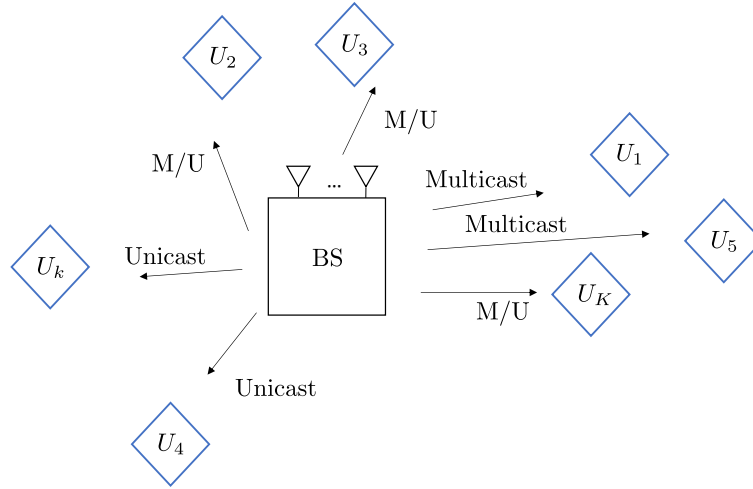 U_2
U_3
M/U
M/U
U_1
...
Multicast
Multicast
U_5
Unicast
U_k
BS
U_K
M/U
Unicast
U_4